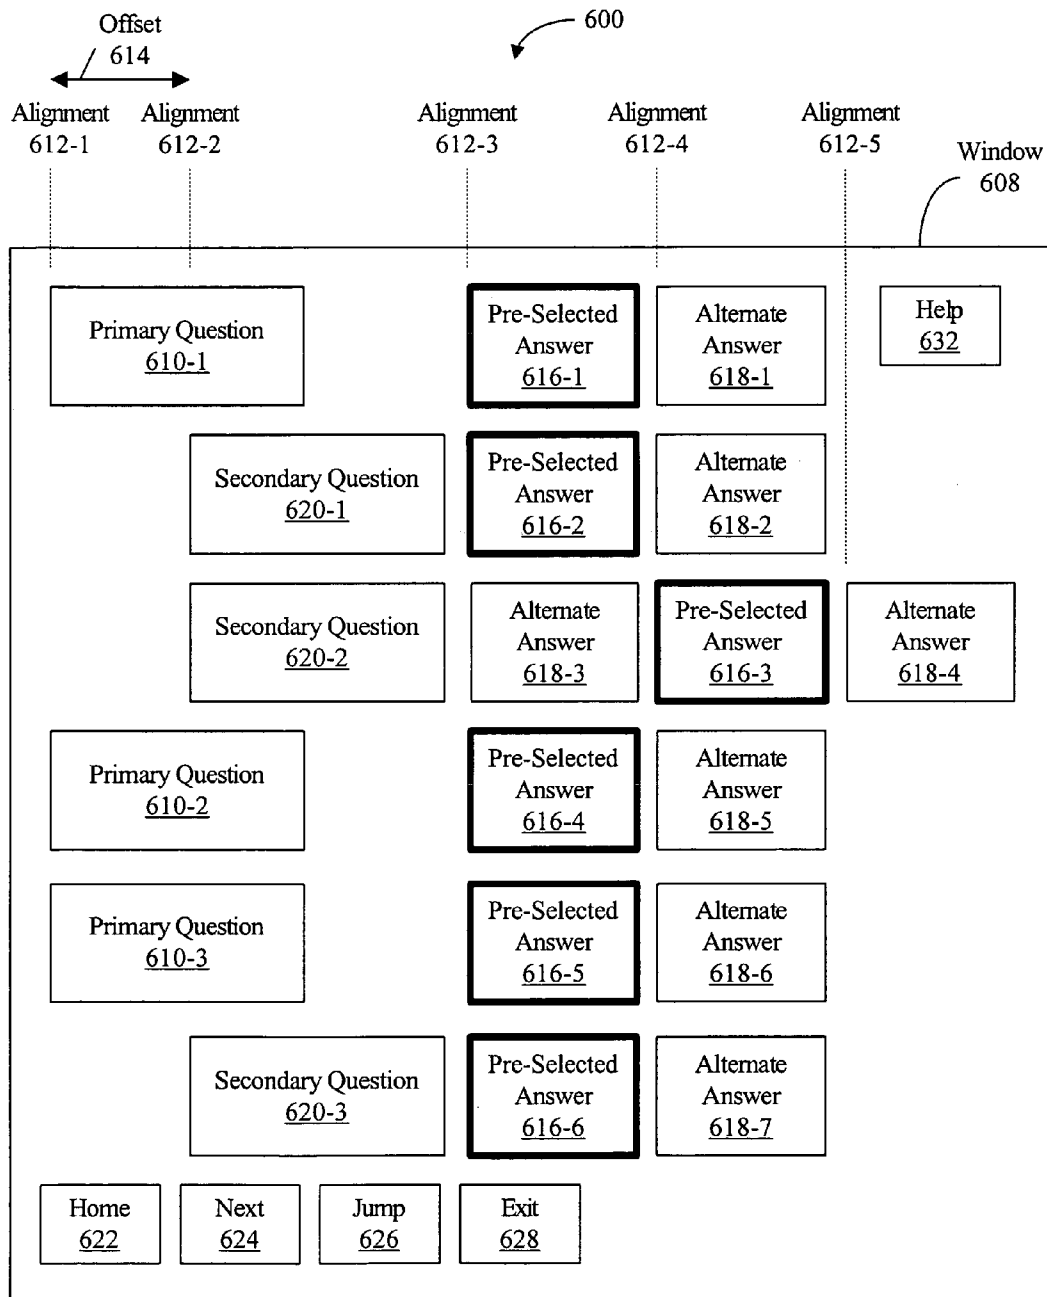 Offset
614
600
Alignment
612-1
Alignment
612-2
Alignment
612-3
Alignment
612-4
Alignment
612-5
Window
608
Primary Question
610-1
Pre-Selected
Answer
616-1
Alternate
Answer
618-1
Help
632
Secondary Question
620-1
Pre-Selected
Answer
616-2
Alternate
Answer
618-2
Secondary Question
620-2
Alternate
Answer
618-3
Pre-Selected
Answer
616-3
Alternate
Answer
618-4
Primary Question
610-2
Pre-Selected
Answer
616-4
Alternate
Answer
618-5
Primary Question
610-3
Pre-Selected
Answer
616-5
Alternate
Answer
618-6
Secondary Question
620-3
Pre-Selected
Answer
616-6
Alternate
Answer
618-7
Home
622
Next
624
Jump
626
Exit
628